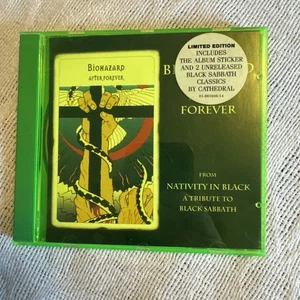 BIOHAZARD
AFTER FOREVER
LIMITED EDITION
INCLUDES
THE ALBUM STICKER
AND 2 UNRELEASED
BLACK SABBATH
CLASSICS
BY CATHEDRAL
B
FOREVER
FROM
NATIVITY IN BLACK
A TRIBUTE TO
BLACK SABBATH